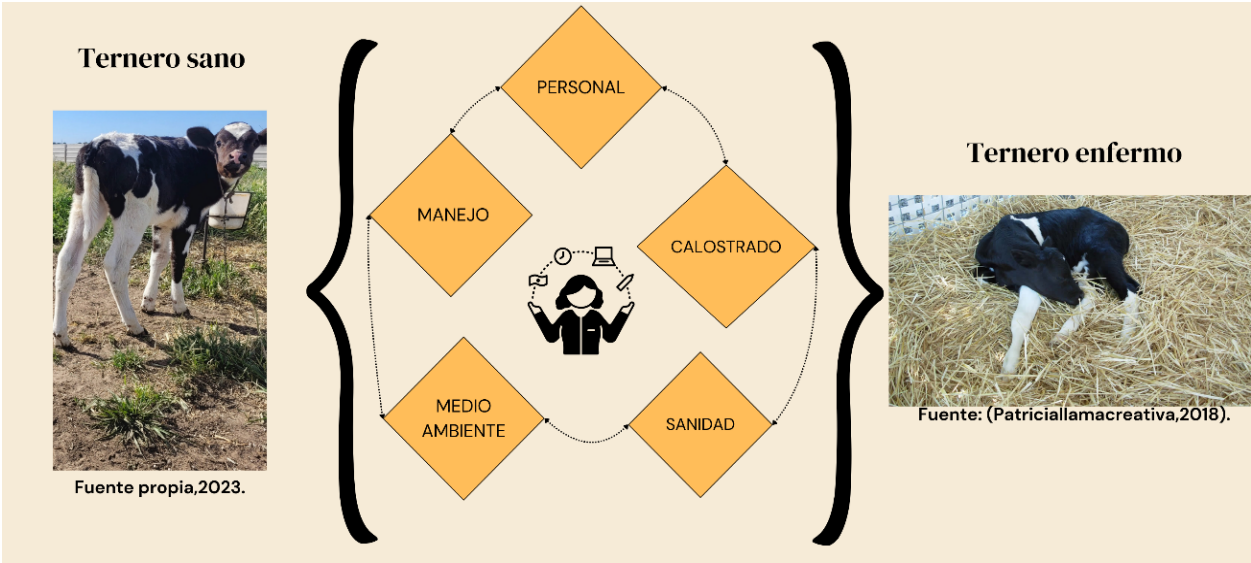 Ternero sano
Fuente propia,2023.
PERSONAL
MANEJO
CALOSTRADO
MEDIO
AMBIENTE
SANIDAD
Ternero enfermo
Fuente: (Patriciallamacreativa,2018).